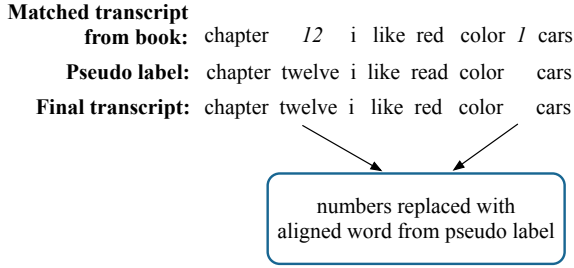 Matched transcript
from book: chapter 12 i like red color 1 cars
Pseudo label: chapter twelve i like read color cars
Final transcript: chapter twelve i like red color cars
numbers replaced with
aligned word from pseudo label